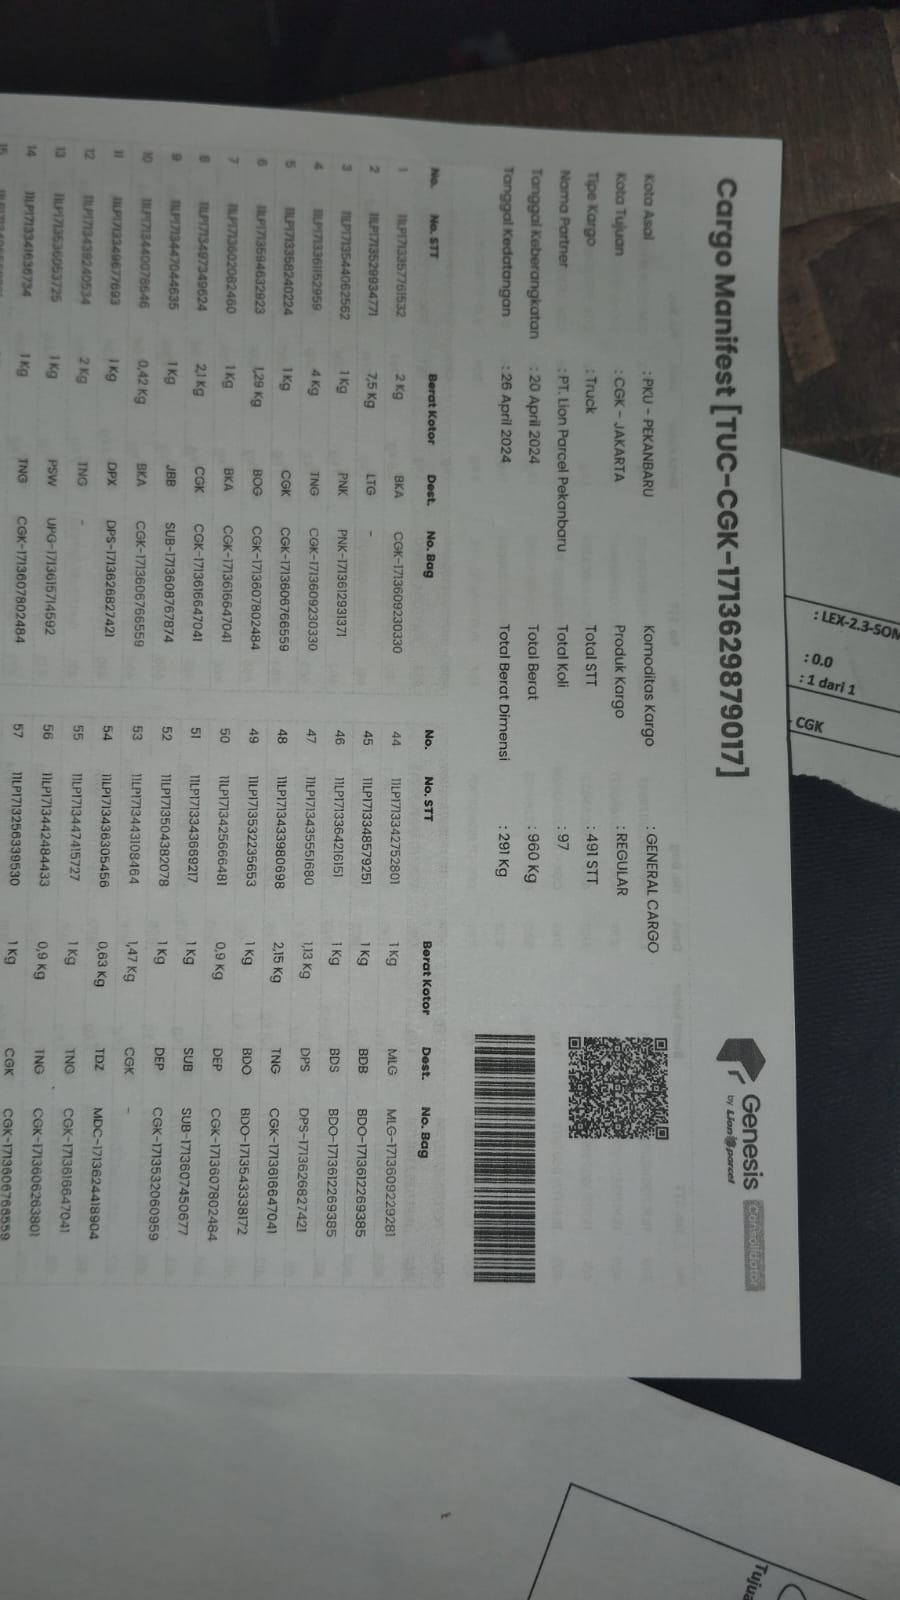 Cargo Manifest [TUC-CGK-1713629879017]
Genesis Consolidator
by Lion parcel
Kota Asal : PKU - PEKANBARU Komoditas Kargo : GENERAL CARGO
Kota Tujuan : CGK - JAKARTA Produk Kargo : REGULAR
Tipe Kargo : Truck Total STT : 491 STT
Nama Partner : PT. Lion Parcel Pekanbaru Total Koli : 97
Tanggal Keberangkatan : 20 April 2024 Total Berat : 960 Kg
Tanggal Kedatangan : 26 April 2024 Total Berat Dimensi : 291 Kg
No. No. STT Berat Kotor Dest. No. Bag No. No. STT Berat Kotor Dest. No. Bag
1 11LP1713357761532 2 Kg BKA CGK-1713609230330 44 11LP1713342752801 1 Kg MLG MLG-1713609229281
2 11LP1713529934771 7,5 Kg LTG - 45 11LP1713348579251 1 Kg BDB BDO-1713612269385
3 11LP1713544062562 1 Kg PNK PNK-1713612931371 46 11LP1713364216151 1 Kg BDS BDO-1713612269385
4 11LP1713361152959 4 Kg TNG CGK-1713609230330 47 11LP1713435551680 1,13 Kg DPS DPS-1713626827421
5 11LP1713358240224 1 Kg CGK CGK-1713606766559 48 11LP1713433980698 2,15 Kg TNG CGK-1713616647041
6 11LP1713594632923 1,29 Kg BOG CGK-1713607802484 49 11LP1713532235653 1 Kg BDO BDO-1713543338172
7 11LP1713602082460 1 Kg BKA CGK-1713616647041 50 11LP1713425666481 0,9 Kg DEP CGK-1713607802484
8 11LP1713497349624 2,1 Kg CGK CGK-1713616647041 51 11LP1713343669217 1 Kg SUB SUB-1713607450677
9 11LP1713447044635 1 Kg JBB SUB-1713608767874 52 11LP1713504382078 1 Kg DEP CGK-1713532060959
10 11LP1713440078646 0,42 Kg BKA CGK-1713606766559 53 11LP1713443108464 1,47 Kg CGK -
11 11LP1713349877693 1 Kg DPX DPS-1713626827421 54 11LP1713436305456 0,63 Kg TDZ MDC-1713624418904
12 11LP1713439240534 2 Kg TNG - 55 11LP1713447415727 1 Kg TNG CGK-1713616647041
13 11LP1713536053725 1 Kg PSW UPG-1713615714592 56 11LP1713442484433 0,9 Kg TNG CGK-1713606263801
14 11LP1713341636734 1 Kg TNG CGK-1713607802484 57 11LP1713256339530 1 Kg CGK CGK-1713606766559
15
: LEX-2.3-SON
: 0.0
: 1 dari 1
CGK
Tujua